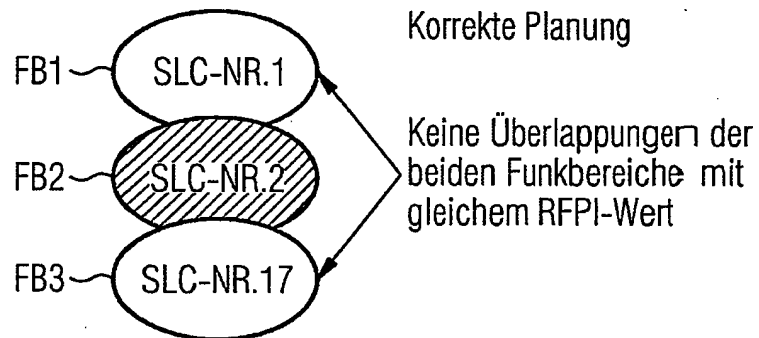 Korrekte Planung
FB1 SLC-NR.1
Keine Überlappungen der
beiden Funkbereiche mit
gleichem RFPI-Wert
FB2 SLC-NR.2
FB3 SLC-NR.17